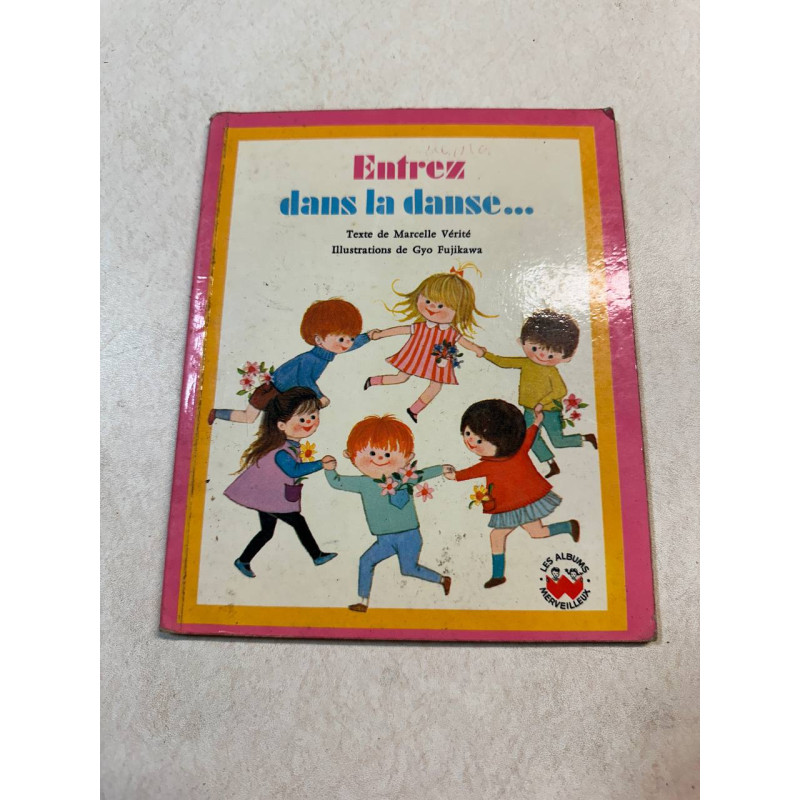 Entrez
dans la danse...
Texte de Marcelle Vérité
Illustrations de Gyo Fujikawa
LES ALBUMS
MERVEILLEUX